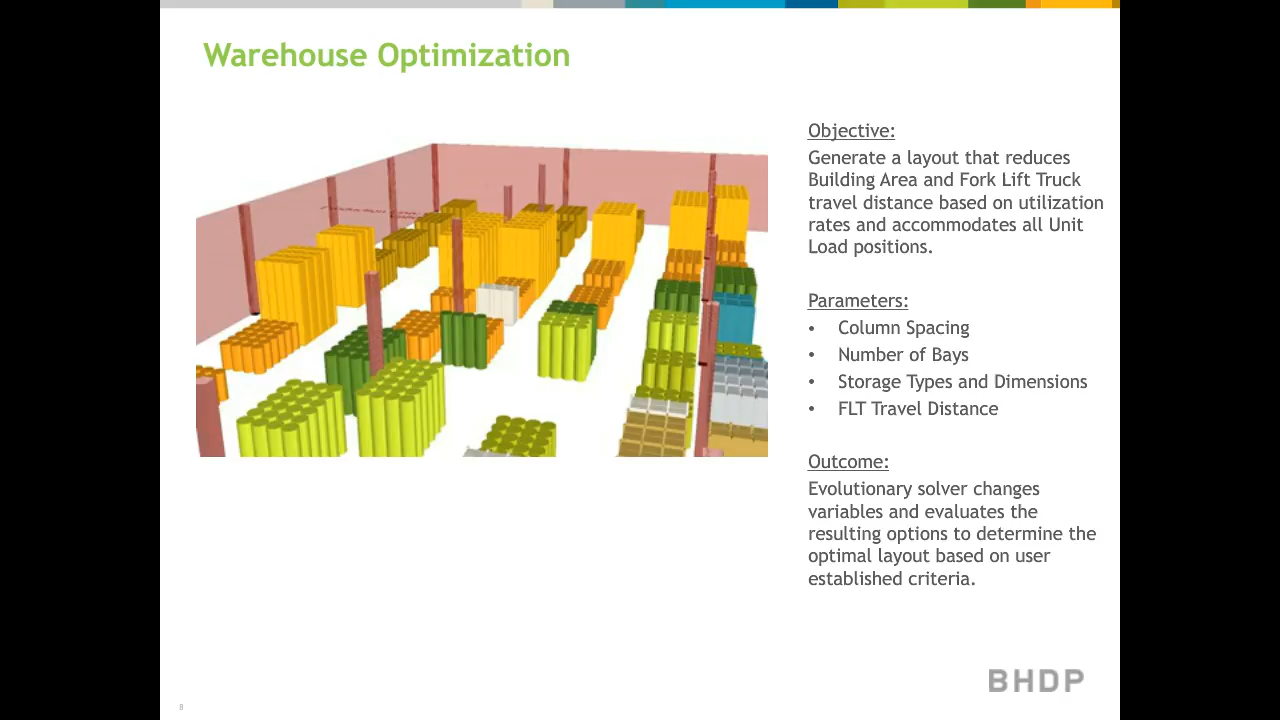 Warehouse Optimization
Objective:
Generate a layout that reduces
Building Area and Fork Lift Truck
travel distance based on utilization
rates and accommodates all Unit
Load positions.
Parameters:
• Column Spacing
• Number of Bays
• Storage Types and Dimensions
• FLT Travel Distance
Outcome:
Evolutionary solver changes
variables and evaluates the
resulting options to determine the
optimal layout based on user
established criteria.
BHDP
8